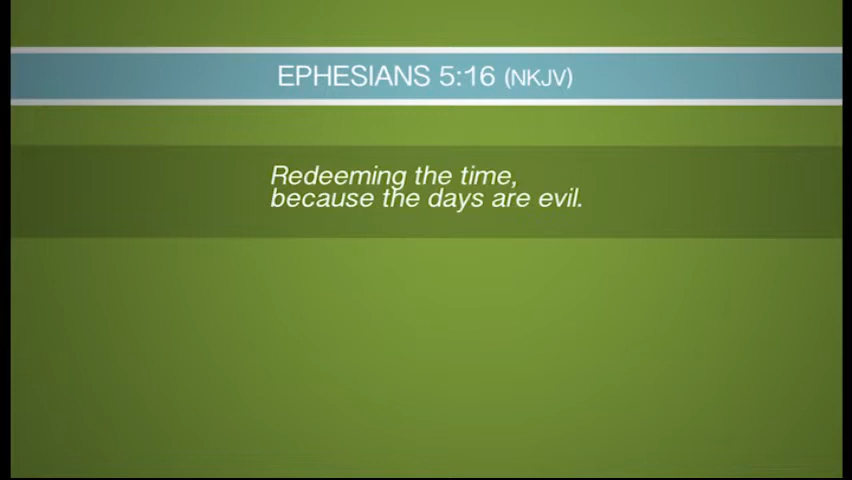 EPHESIANS 5:16 (NKJV)
Redeeming the time,
because the days are evil.